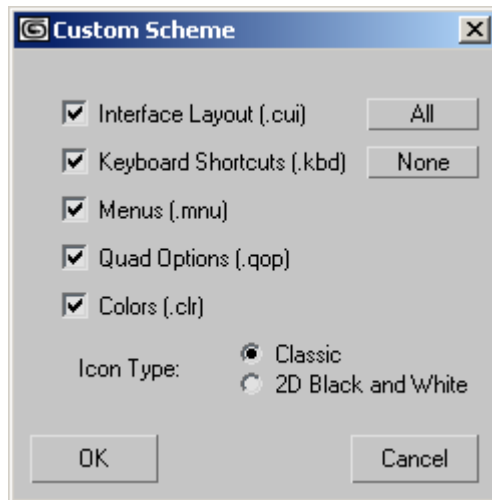 Custom Scheme
Interface Layout (.cui)
All
Keyboard Shortcuts (.kbd)
None
Menus (.mnu)
Quad Options (.qop)
Colors (.clr)
Icon Type:
Classic
2D Black and White
OK
Cancel